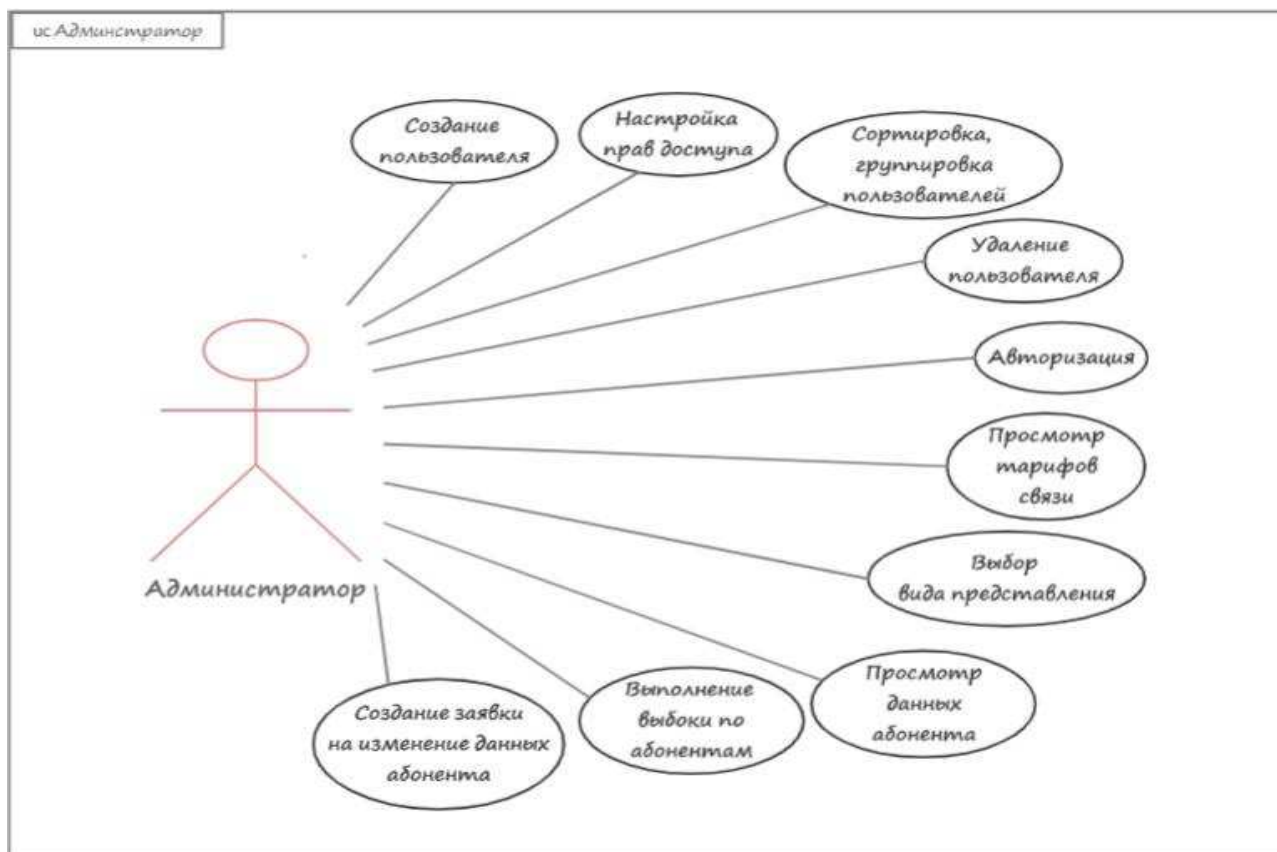 uc Админстратор
Создание
пользователя
Настройка
прав доступа
Сортировка,
группировка
пользователей
Удаление
пользователя
Авторизация
Просмотр
тарифов
связи
Выбор
вида представления
Просмотр
данных
абонента
Выполнение
выбоки по
абонентам
Создание заявки
на изменение данных
абонента
Администратор